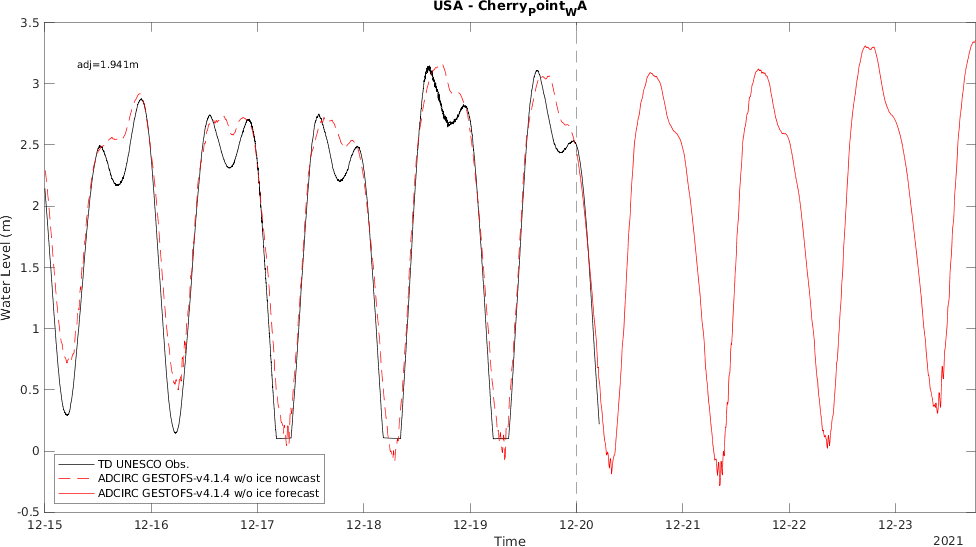 USA - Cherry_Point_WA
3.5
adj=1.941m
3
2.5
2
1.5
1
0.5
0
-0.5
Water Level (m)
TD UNESCO Obs.
ADCIRC GESTOFS-v4.1.4 w/o ice nowcast
ADCIRC GESTOFS-v4.1.4 w/o ice forecast
12-15 12-16 12-17 12-18 12-19 12-20 12-21 12-22 12-23
Time
2021